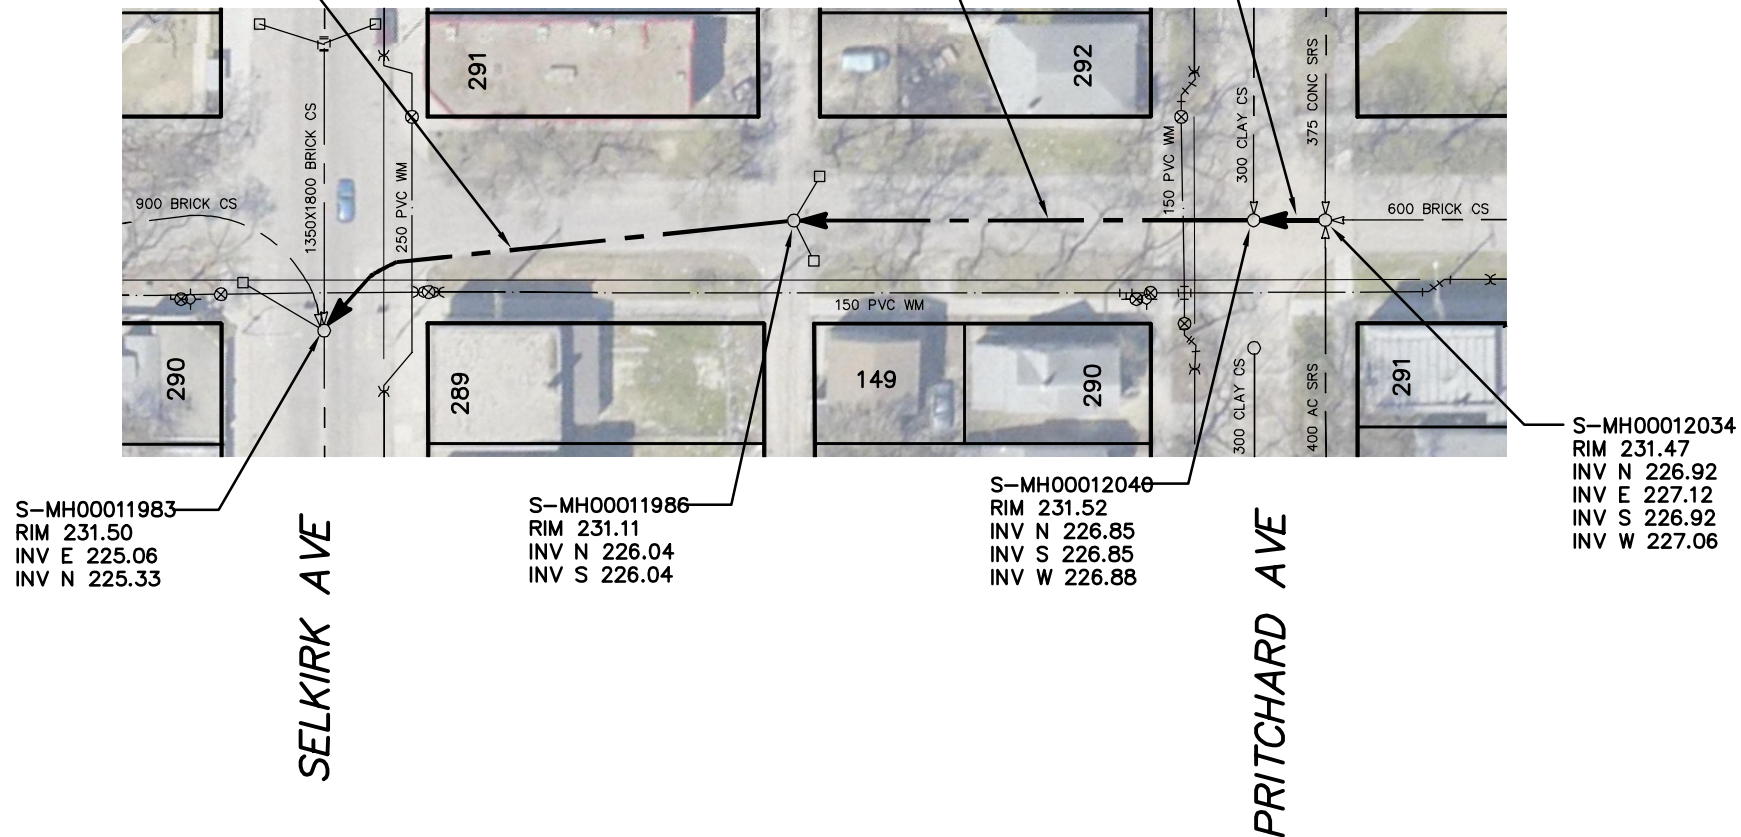 291
292
1350X1800 BRICK CS
250 PVC WM
150 PVC WM
300 CLAY CS
375 CONC SRS
900 BRICK CS
600 BRICK CS
150 PVC WM
290
289
149
290
300 CLAY CS
400 AC SRS
291
S-MH00011983
RIM 231.50
INV E 225.06
INV N 225.33
S-MH00011986
RIM 231.11
INV N 226.04
INV S 226.04
S-MH00012040
RIM 231.52
INV N 226.85
INV S 226.85
INV W 226.88
S-MH00012034
RIM 231.47
INV N 226.92
INV E 227.12
INV S 226.92
INV W 227.06
SELKIRK AVE
PRITCHARD AVE